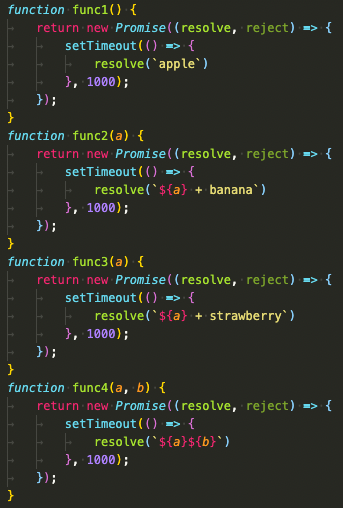 function func1() {
    return new Promise((resolve, reject) => {
        setTimeout(() => {
            resolve(`apple`)
        }, 1000);
    });
}
function func2(a) {
    return new Promise((resolve, reject) => {
        setTimeout(() => {
            resolve(`${a} + banana`)
        }, 1000);
    });
}
function func3(a) {
    return new Promise((resolve, reject) => {
        setTimeout(() => {
            resolve(`${a} + strawberry`)
        }, 1000);
    });
}
function func4(a, b) {
    return new Promise((resolve, reject) => {
        setTimeout(() => {
            resolve(`${a}${b}`)
        }, 1000);
    });
}